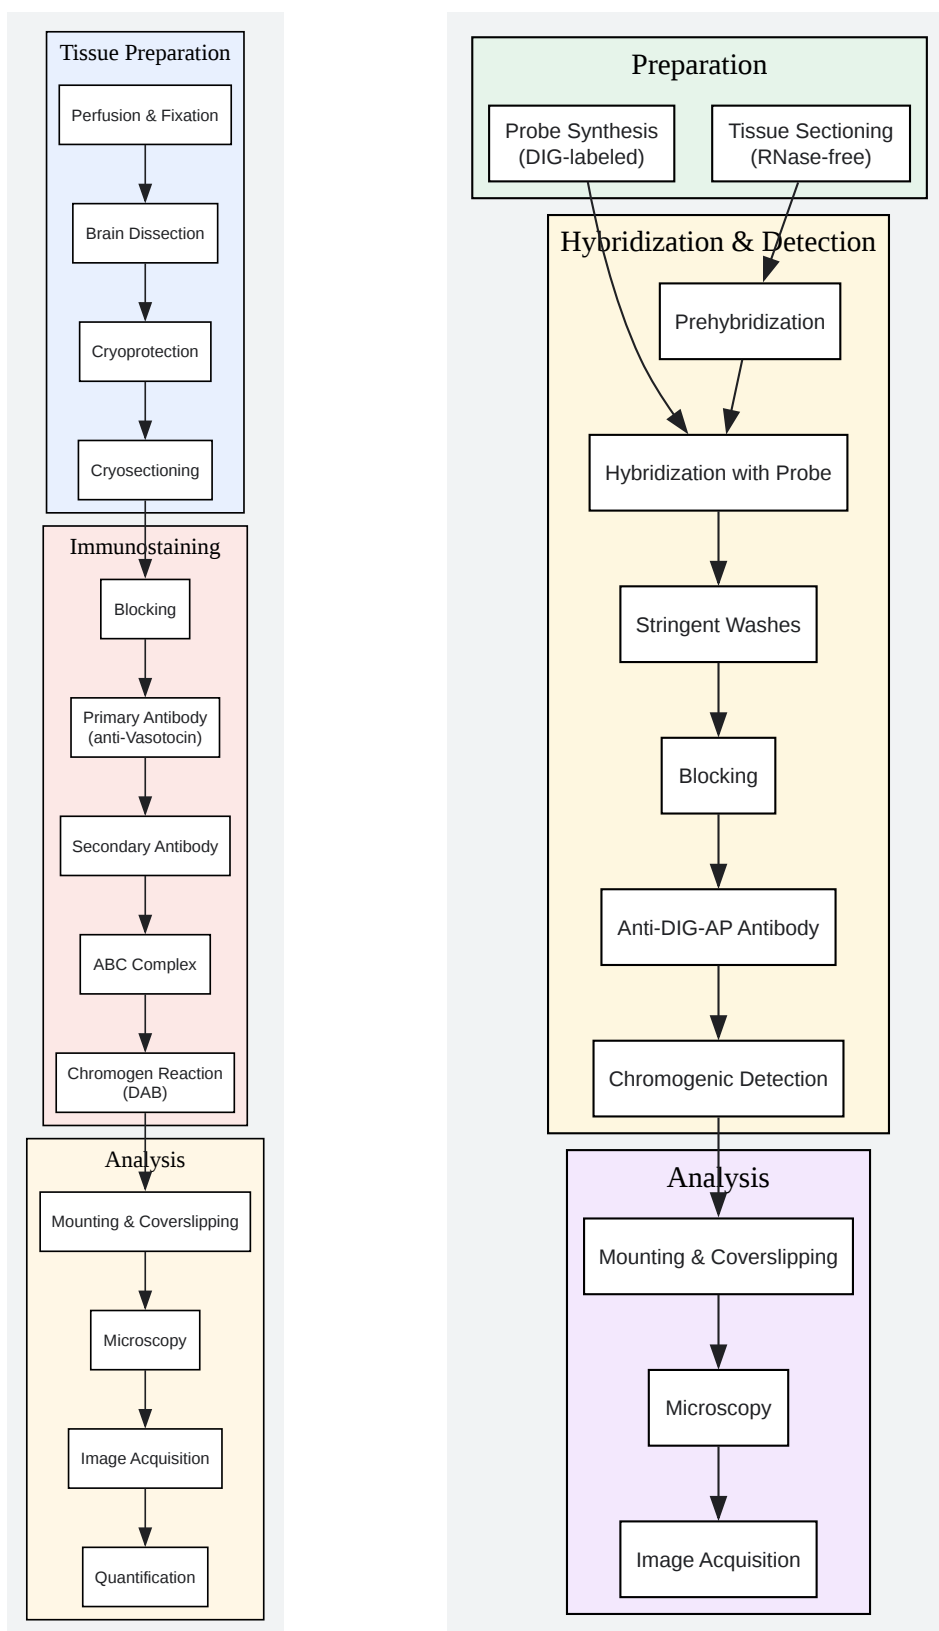 Tissue Preparation
Perfusion & Fixation
Brain Dissection
Cryoprotection
Cryosectioning
Immunostaining
Blocking
Primary Antibody
(anti-Vasotocin)
Secondary Antibody
ABC Complex
Chromogen Reaction
(DAB)
Analysis
Mounting & Coverslipping
Microscopy
Image Acquisition
Quantification
Preparation
Probe Synthesis
(DIG-labeled)
Tissue Sectioning
(RNase-free)
Hybridization & Detection
Prehybridization
Hybridization with Probe
Stringent Washes
Blocking
Anti-DIG-AP Antibody
Chromogenic Detection
Analysis
Mounting & Coverslipping
Microscopy
Image Acquisition